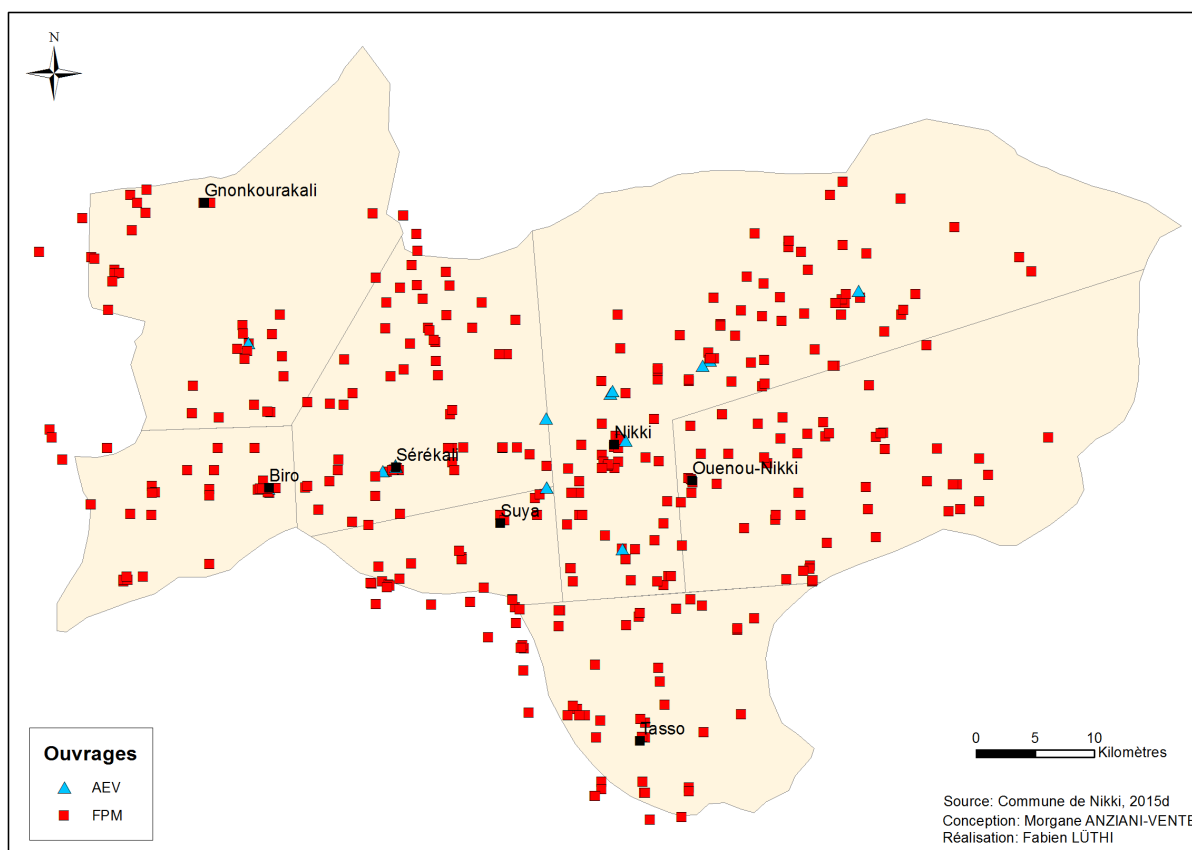 N
Gnonkourakali
Nikki
Sérékali
Ouenou-Nikki
Biro
Suya
Tasso
Ouvrages
AEV
FPM
0 5 10
Kilomètres
Source: Commune de Nikki, 2015d
Conception: Morgane ANZIANI-VENTE
Réalisation: Fabien LÜTHI